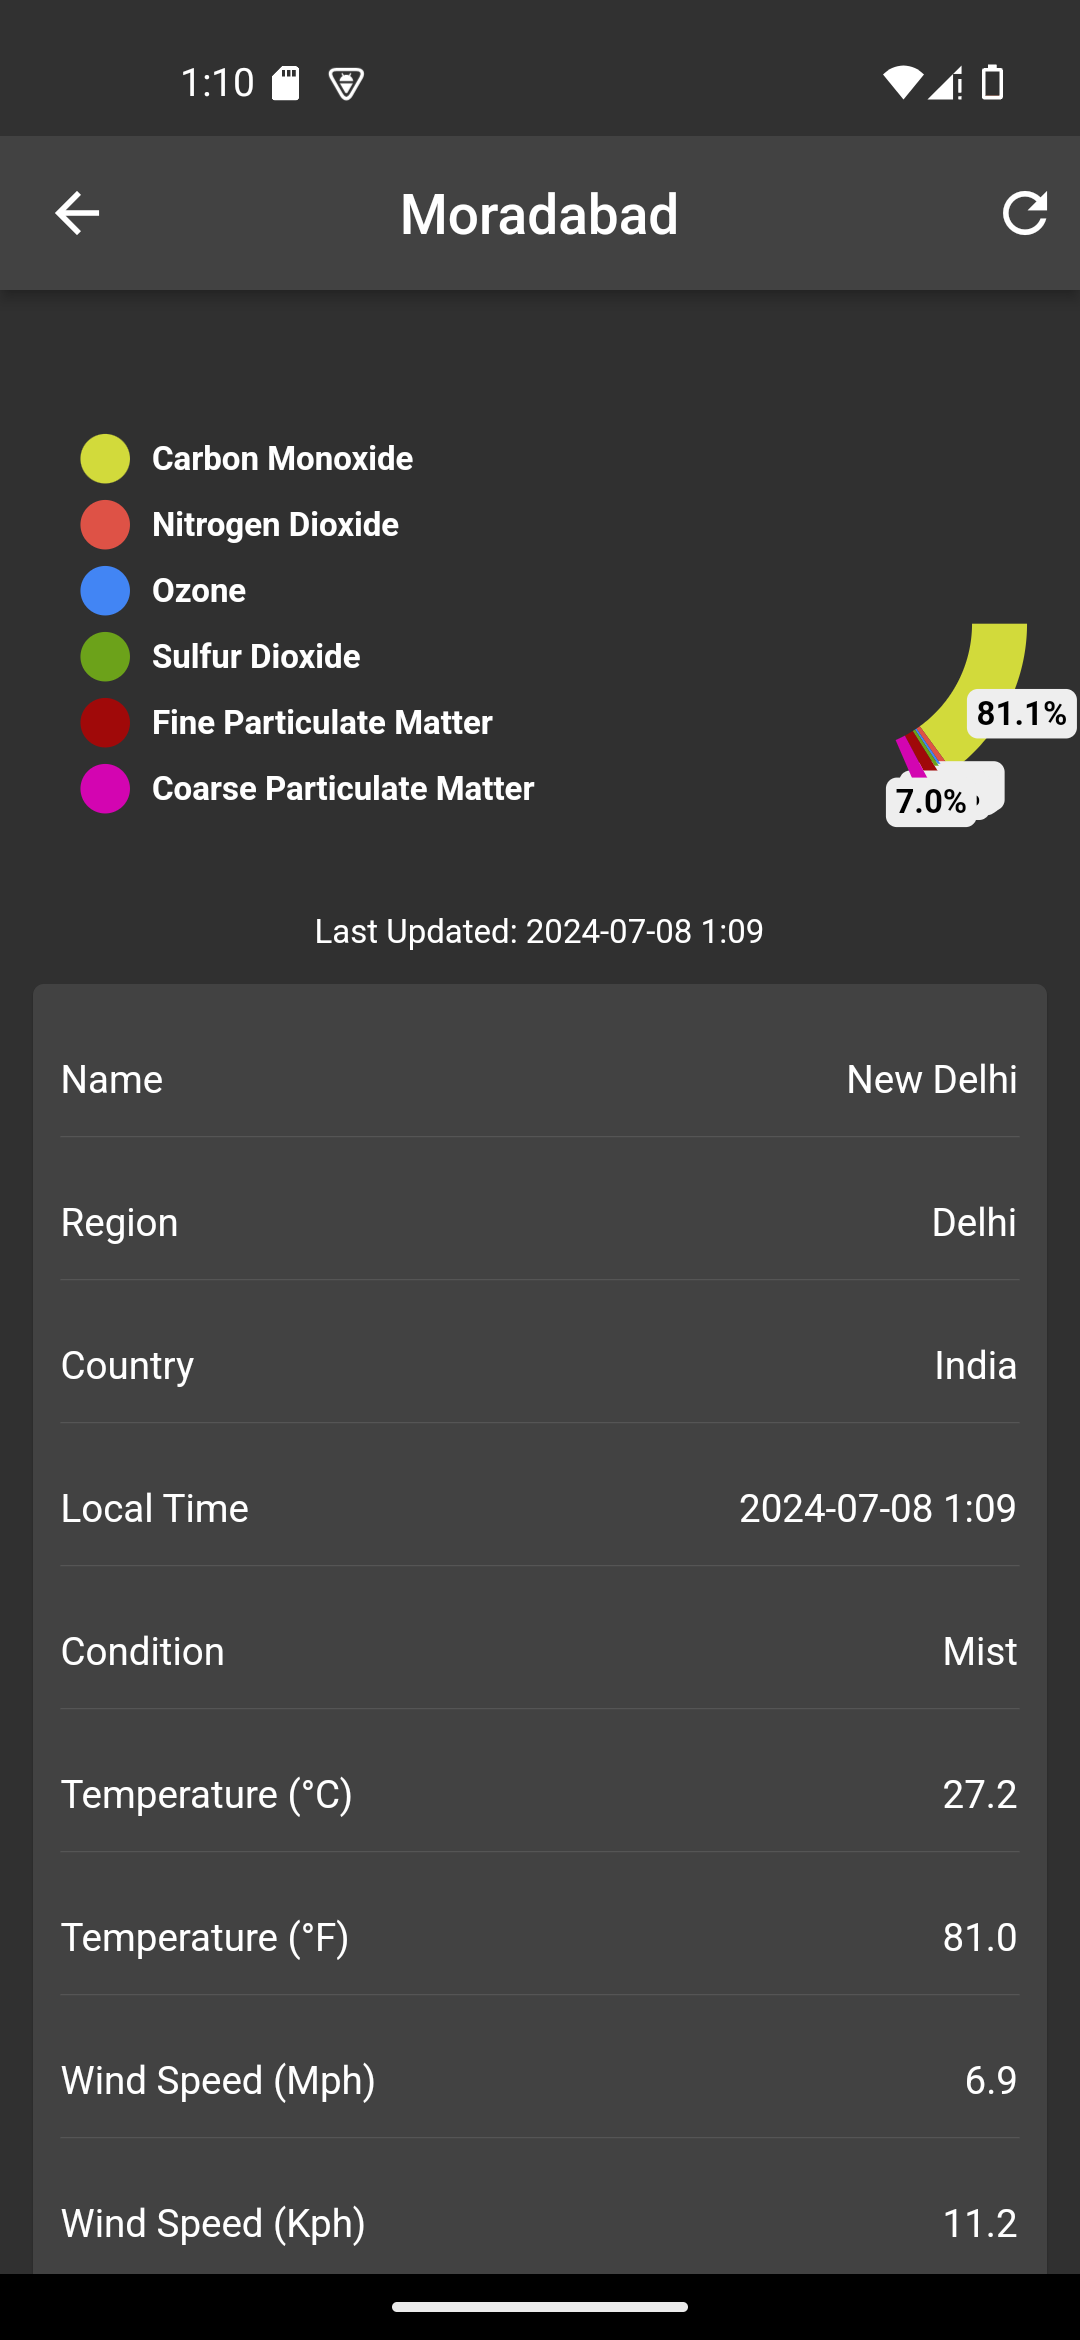 1:10
Moradabad
Carbon Monoxide
Nitrogen Dioxide
Ozone
Sulfur Dioxide
Fine Particulate Matter
Coarse Particulate Matter
81.1%
7.0%
Last Updated: 2024-07-08 1:09
Name New Delhi
Region Delhi
Country India
Local Time 2024-07-08 1:09
Condition Mist
Temperature (°C) 27.2
Temperature (°F) 81.0
Wind Speed (Mph) 6.9
Wind Speed (Kph) 11.2